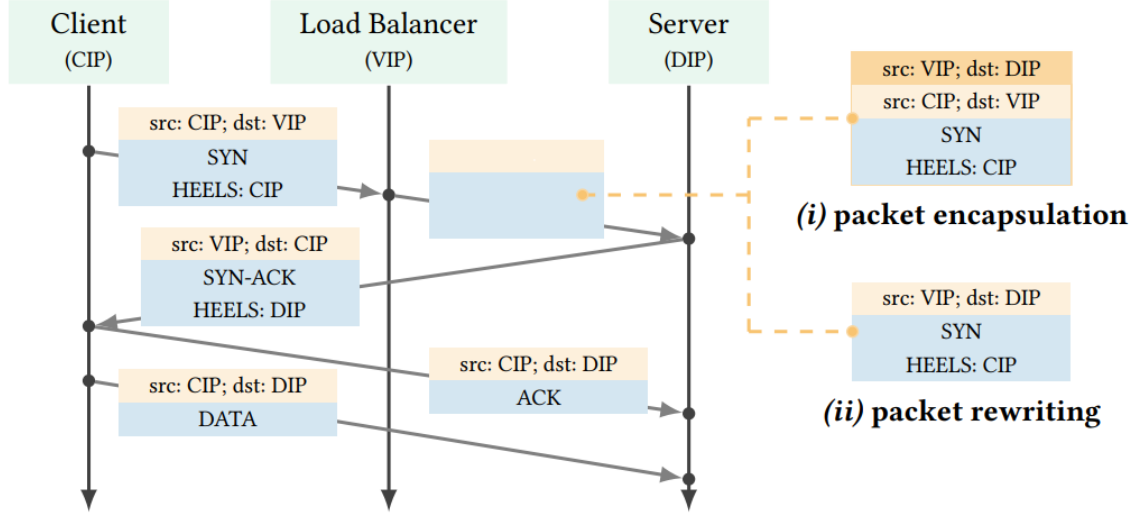 Client
(CIP)
Load Balancer
(VIP)
Server
(DIP)
src: CIP; dst: VIP
SYN
HEELS: CIP
src: VIP; dst: CIP
SYN-ACK
HEELS: DIP
src: CIP; dst: DIP
ACK
src: CIP; dst: DIP
DATA
src: VIP; dst: DIP
src: CIP; dst: VIP
SYN
HEELS: CIP
(i) packet encapsulation
src: VIP; dst: DIP
SYN
HEELS: CIP
(ii) packet rewriting